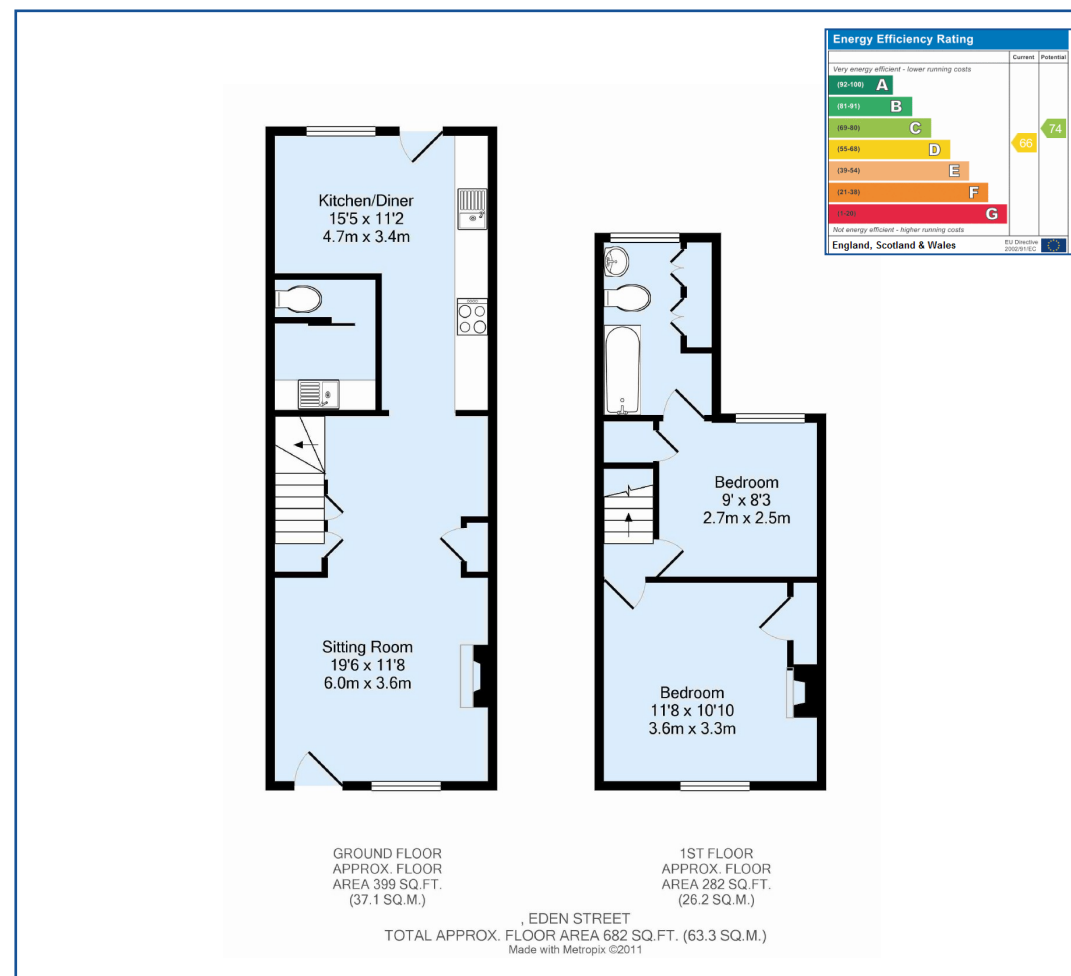 Energy Efficiency Rating
Current Potential
Very energy efficient - lower running costs
(92-100) A
(81-91) B
(69-80) C
(55-68) D
(39-54) E
(21-38) F
(1-20) G
66
74
Not energy efficient - higher running costs
England, Scotland & Wales
EU Directive
2002/91/EC
Kitchen/Diner
15'5 x 11'2
4.7m x 3.4m
Sitting Room
19'6 x 11'8
6.0m x 3.6m
Bedroom
9' x 8'3
2.7m x 2.5m
Bedroom
11'8 x 10'10
3.6m x 3.3m
GROUND FLOOR
APPROX. FLOOR
AREA 399 SQ.FT.
(37.1 SQ.M.)
1ST FLOOR
APPROX. FLOOR
AREA 282 SQ.FT.
(26.2 SQ.M.)
, EDEN STREET
TOTAL APPROX. FLOOR AREA 682 SQ.FT. (63.3 SQ.M.)
Made with Metropix ©2011